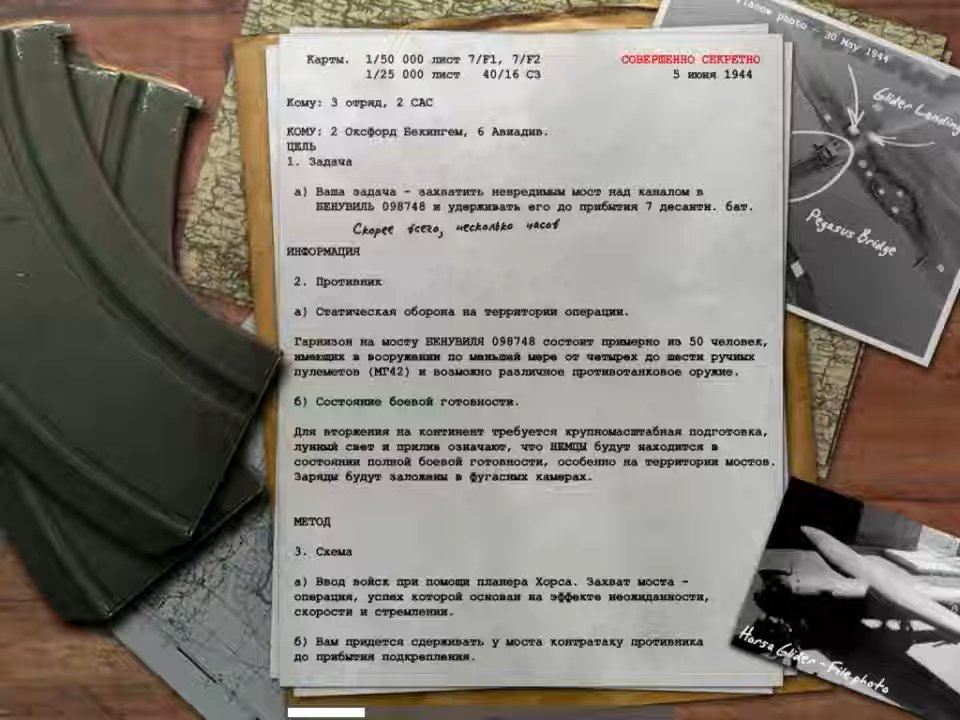 Карты. 1/50 000 лист 7/F1, 7/F2
1/25 000 лист 40/16 СЗ
СОВЕРШЕННО СЕКРЕТНО
5 июня 1944
Кому: 3 отряд, 2 САС
КОМУ: 2 Оксфорд Бекингем, 6 Авиадив.
ЦЕЛЬ
1. Задача
а) Ваша задача - захватить невредимым мост над каналом в
БЕНУВИЛЬ 098748 и удерживать его до прибытия 7 десантн. бат.
Скорее всего, несколько часов
ИНФОРМАЦИЯ
2. Противник
а) Статическая оборона на территории операции.
Гарнизон на мосту БЕНУВИЛЯ 098748 состоит примерно из 50 человек,
имеющих в вооружении по меньшей мере от четырех до шести ручных
пулеметов (МГ42) и возможно различное противотанковое оружие.
б) Состояние боевой готовности.
Для вторжения на континент требуется крупномасштабная подготовка,
лунный свет и прилив означают, что НЕМЦЫ будут находится в
состоянии полной боевой готовности, особенно на территории мостов.
Заряды будут заложены в фугасных камерах.
МЕТОД
3. Схема
а) Ввод войск при помощи планера Хорса. Захват моста -
операция, успех которой основан на эффекте неожиданности,
скорости и стремлении.
б) Вам придется сдерживать у моста контратаку противника
до прибытия подкрепления.
photo - 30 May 1944
Glider Landing
Pegasus Bridge
Horsa Glider - File photo